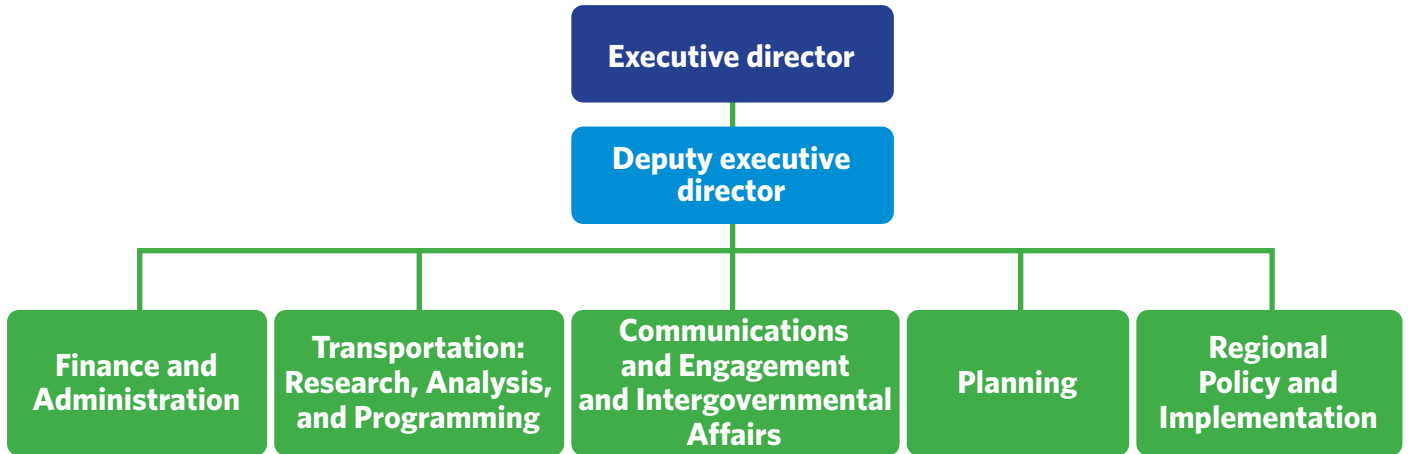 Executive director
Deputy executive
director
Finance and
Administration
Transportation:
Research, Analysis,
and Programming
Communications
and Engagement
and Intergovernmental
Affairs
Planning
Regional
Policy and
Implementation